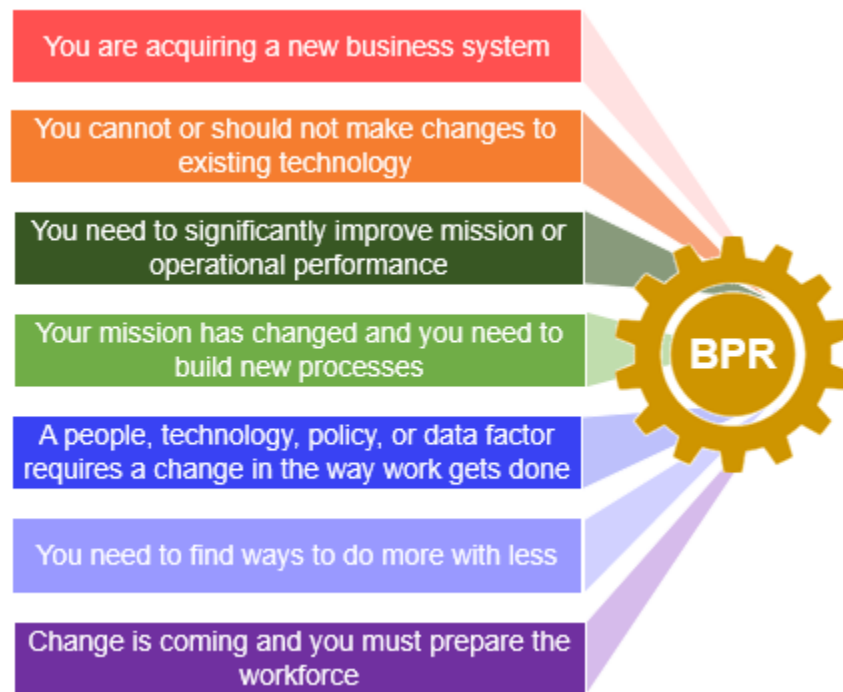 You are acquiring a new business system
You cannot or should not make changes to
existing technology
You need to significantly improve mission or
operational performance
Your mission has changed and you need to
build new processes
A people, technology, policy, or data factor
requires a change in the way work gets done
You need to find ways to do more with less
Change is coming and you must prepare the
workforce
BPR